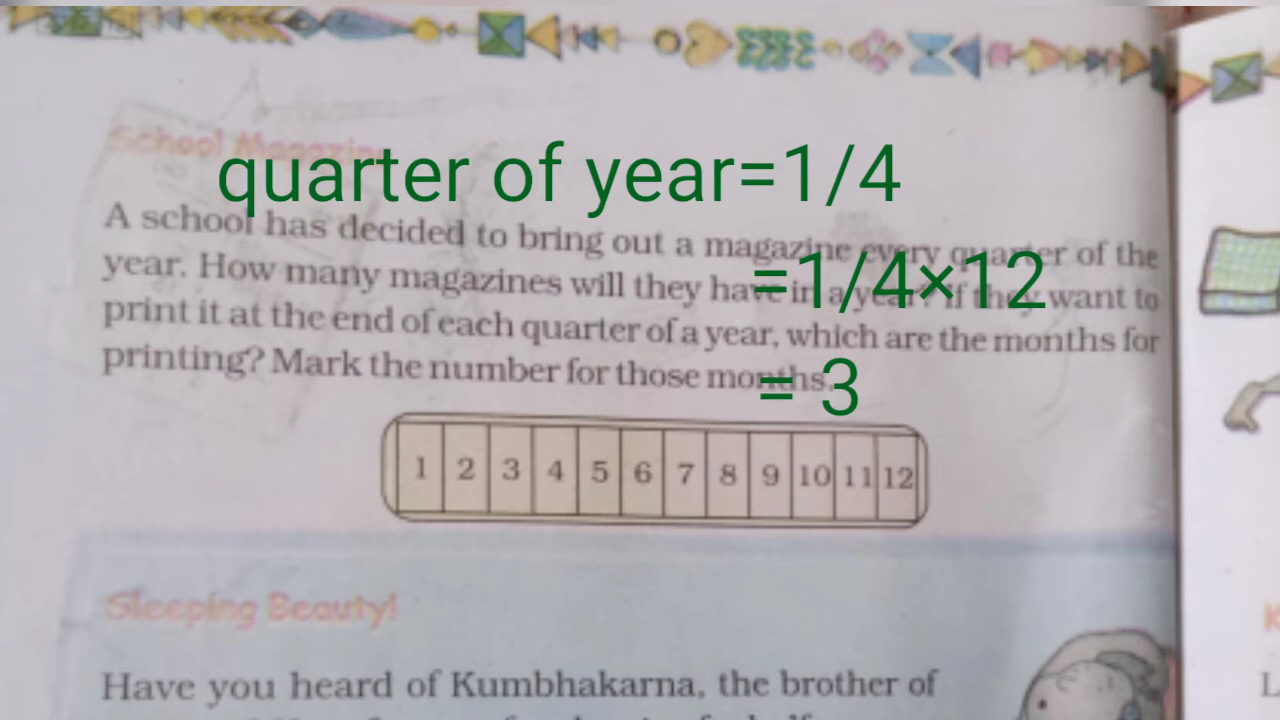 School Magazine
quarter of year=1/4
A school has decided to bring out a magazine every quarter of the
=1/4×12
year. How many magazines will they have in a year? If they want to
print it at the end of each quarter of a year, which are the months for
= 3
printing? Mark the number for those months.
1 2 3 4 5 6 7 8 9 10 11 12
Sleeping Beauty!
Have you heard of Kumbhakarna, the brother of